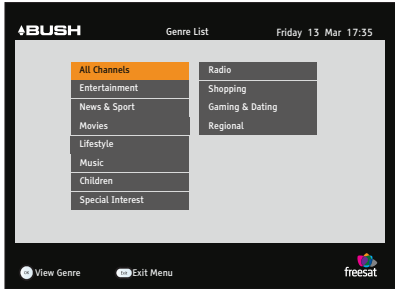 BUSH Genre List Friday 13 Mar 17:35
All Channels
Entertainment
News & Sport
Movies
Lifestyle
Music
Children
Special Interest
Radio
Shopping
Gaming & Dating
Regional
OK View Genre Exit Exit Menu
freesat